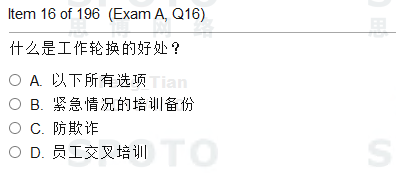 Item 16 of 196 (Exam A, Q16)
什么是工作轮换的好处？
A. 以下所有选项
B. 紧急情况的培训备份
C. 防欺诈
D. 员工交叉培训
SPOTO